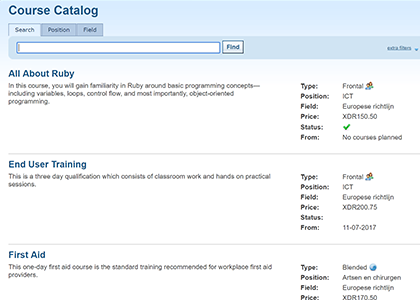 Course Catalog
Search Position Field
Find extra filters
All About Ruby
In this course, you will gain familiarity in Ruby around basic programming concepts—
including variables, loops, control flow, and most importantly, object-oriented
programming.
Type: Frontal
Position: ICT
Field: Europese richtlijn
Price: XDR150.50
Status:
From: No courses planned
End User Training
This is a three day qualification which consists of classroom work and hands on practical
sessions.
Type: Frontal
Position: ICT
Field: Europese richtlijn
Price: XDR200.75
Status:
From: 11-07-2017
First Aid
This one-day first aid course is the standard training recommended for workplace first aid
providers.
Type: Blended
Position: Artsen en chirurgen
Field: Europese richtlijn
Price: XDR170.50